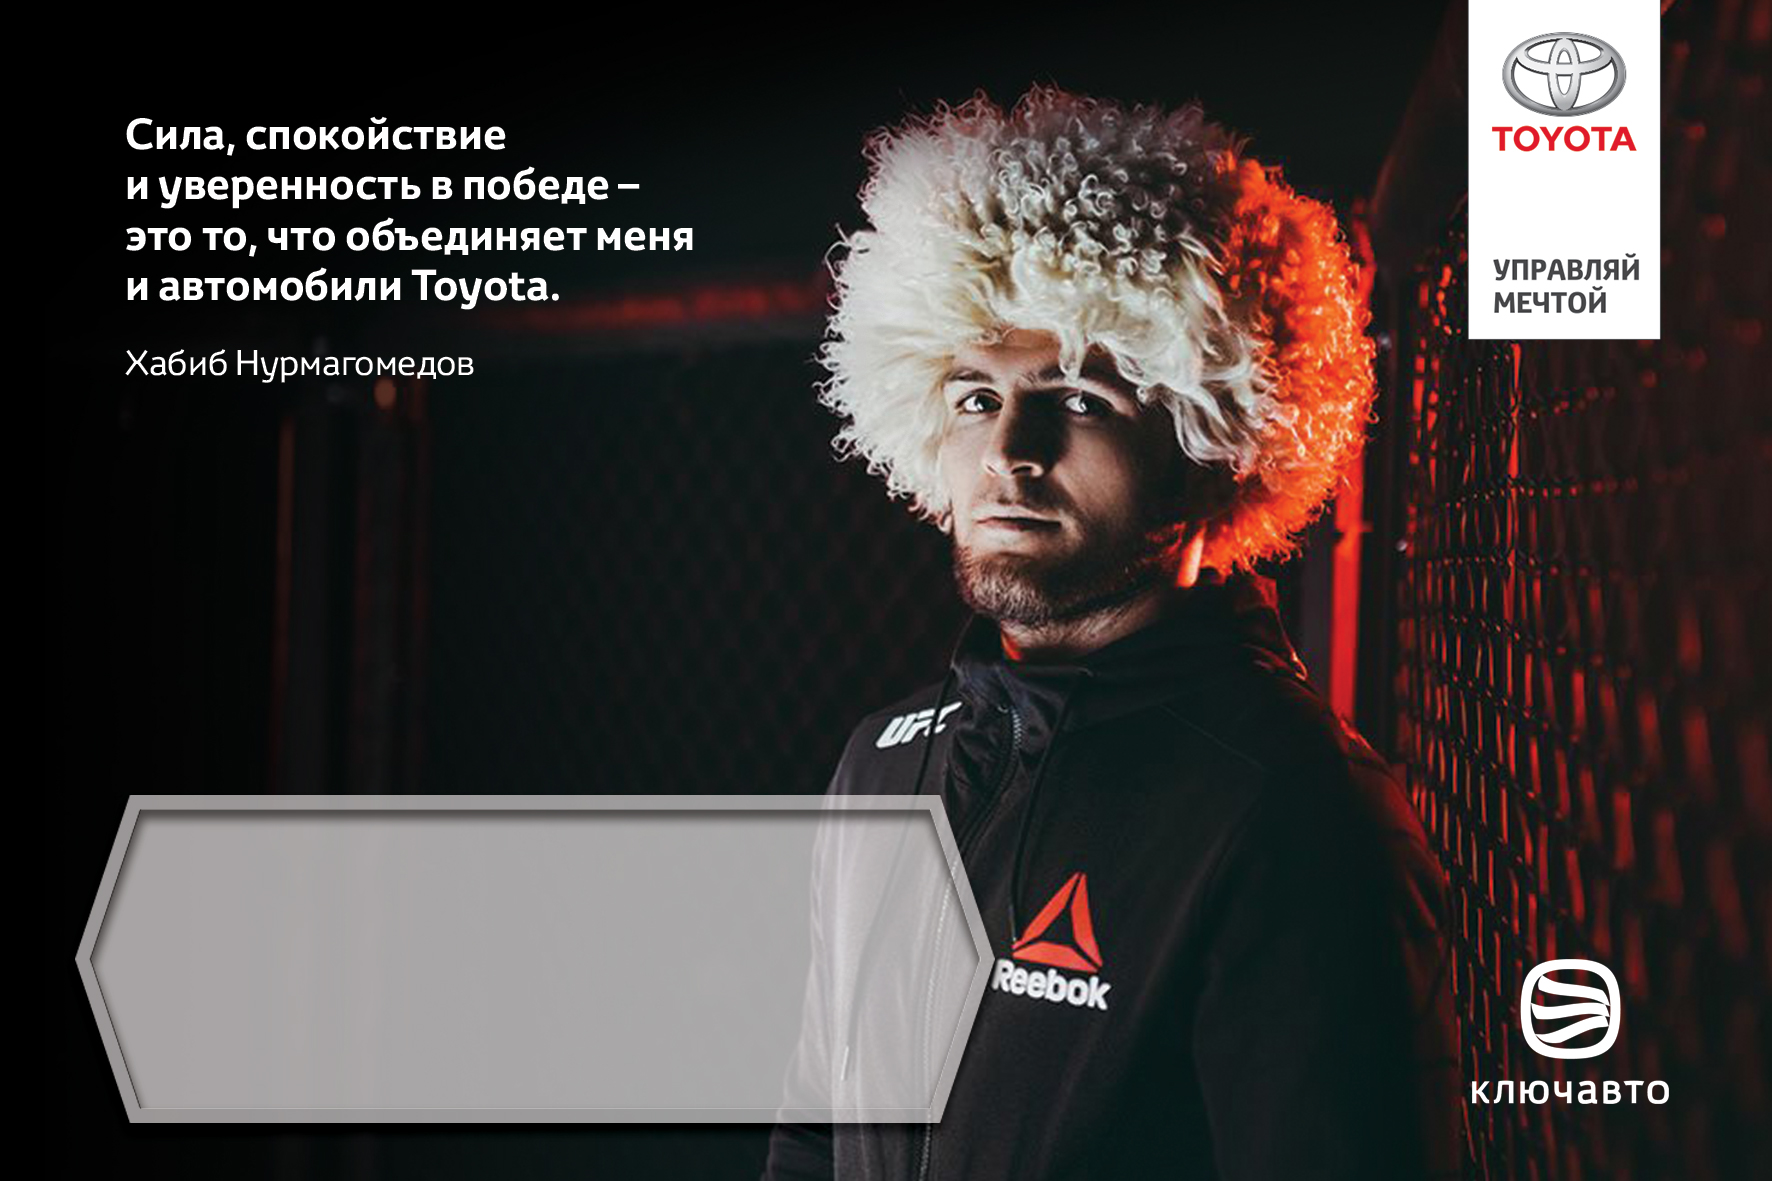 Сила, спокойствие
и уверенность в победе –
это то, что объединяет меня
и автомобили Toyota.
Хабиб Нурмагомедов
TOYOTA
УПРАВЛЯЙ
МЕЧТОЙ
UFC
Reebok
ключавто